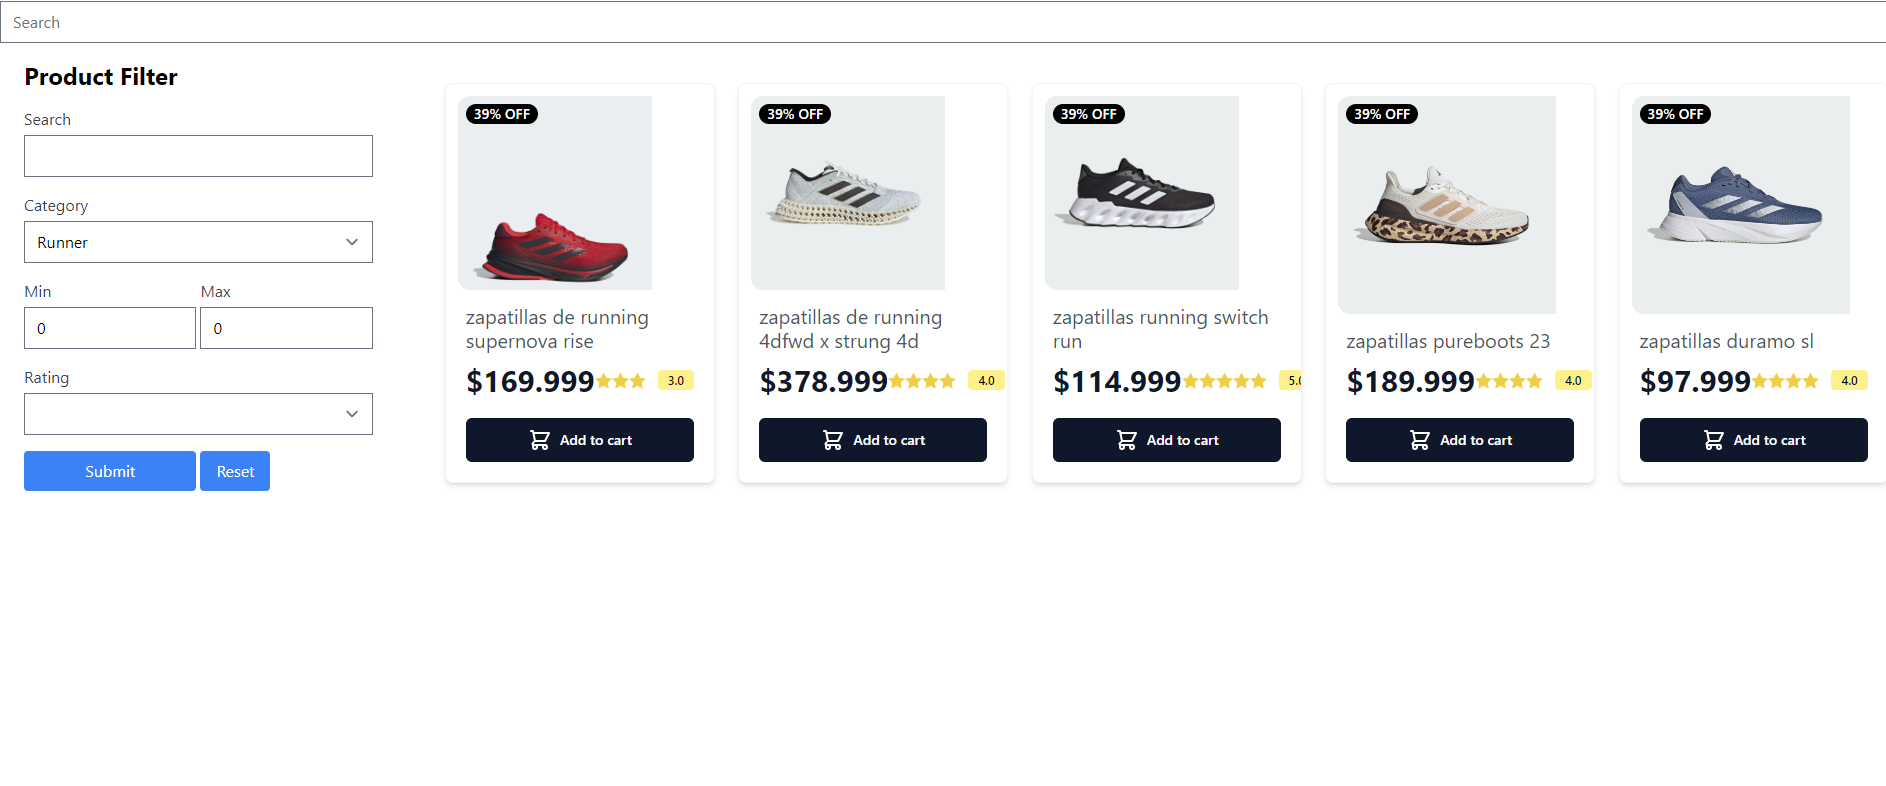 Search
Product Filter
Search
Category
Runner
Min
Max
0
0
Rating
Submit
Reset
39% OFF
zapatillas de running
supernova rise
$169.999
3.0
Add to cart
39% OFF
zapatillas de running
4dfwd x strung 4d
$378.999
4.0
Add to cart
39% OFF
zapatillas running switch
run
$114.999
5.0
Add to cart
39% OFF
zapatillas pureboots 23
$189.999
4.0
Add to cart
39% OFF
zapatillas duramo sl
$97.999
4.0
Add to cart